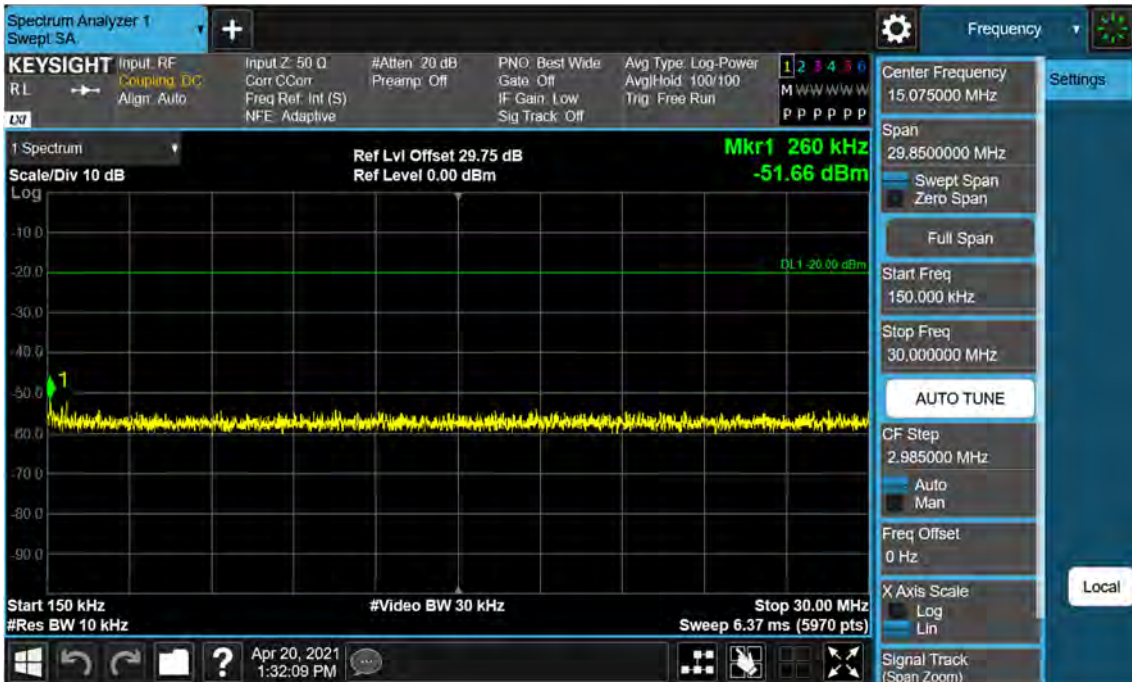 Spectrum Analyzer 1
Swept SA
+
Frequency
KEYSIGHT
RL
LXI
Input: RF
Coupling: DC
Align: Auto
Input Z: 50 Ω
Corr CCorr
Freq Ref: Int (S)
NFE: Adaptive
#Atten: 20 dB
Preamp: Off
PNO: Best Wide
Gate: Off
IF Gain: Low
Sig Track: Off
Avg Type: Log-Power
Avg|Hold: 100/100
Trig: Free Run
1 2 3 4 5 6
M W W W W W
P P P P P P
1 Spectrum
Scale/Div 10 dB
Log
Ref Lvl Offset 29.75 dB
Ref Level 0.00 dBm
Mkr1 260 kHz
-51.66 dBm
-10.0
DL1 -20.00 dBm
-20.0
-30.0
-40.0
1
-50.0
-60.0
-70.0
-80.0
-90.0
Start 150 kHz
#Video BW 30 kHz
Stop 30.00 MHz
#Res BW 10 kHz
Sweep 6.37 ms (5970 pts)
?
Apr 20, 2021
1:32:09 PM
Center Frequency
15.075000 MHz
Settings
Span
29.8500000 MHz
Swept Span
Zero Span
Full Span
Start Freq
150.000 kHz
Stop Freq
30.000000 MHz
AUTO TUNE
CF Step
2.985000 MHz
Auto
Man
Freq Offset
0 Hz
X Axis Scale
Log
Lin
Local
Signal Track
(Span Zoom)